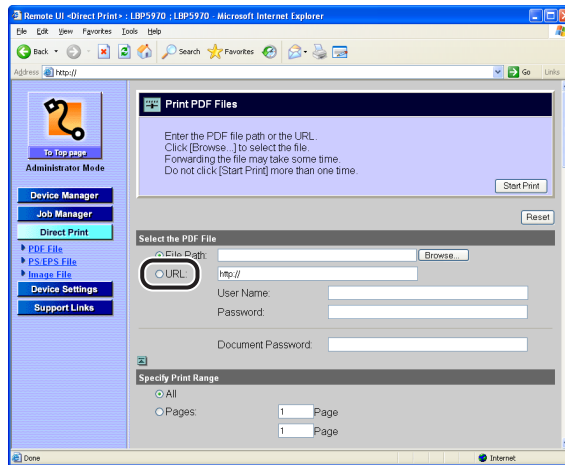 Remote UI <Direct Print> : LBP5970 ; LBP5970 - Microsoft Internet Explorer
File Edit View Favorites Tools Help
Back Search Favorites
Address http:// Go Links
To Top page
Administrator Mode
Device Manager
Job Manager
Direct Print
PDF File
PS/EPS File
Image File
Device Settings
Support Links
Print PDF Files
Enter the PDF file path or the URL.
Click [Browse...] to select the file.
Forwarding the file may take some time.
Do not click [Start Print] more than one time.
Start Print
Reset
Select the PDF File
File Path: Browse...
URL: http://
User Name:
Password:
Document Password:
Specify Print Range
All
Pages: 1 Page
1 Page
Done Internet